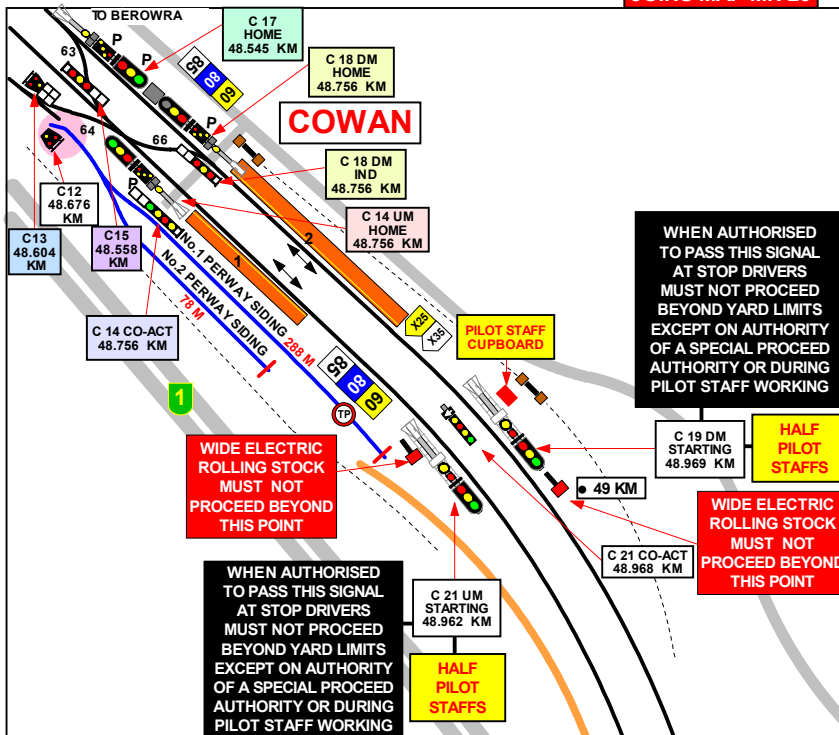 TO BEROWRA
63
P
P
C 17
HOME
48.545 KM
85
80
60
C 18 DM
HOME
48.756 KM
P
COWAN
64
66
C 18 DM
IND
48.756 KM
C12
48.676
KM
P
C 14 UM
HOME
48.756 KM
C13
48.604
KM
C15
48.558
KM
1
2
No.1 PERWAY SIDING 288 M
No.2 PERWAY SIDING
78 M
C 14 CO-ACT
48.756 KM
X25
X35
WHEN AUTHORISED
TO PASS THIS SIGNAL
AT STOP DRIVERS
MUST NOT PROCEED
BEYOND YARD LIMITS
EXCEPT ON AUTHORITY
OF A SPECIAL PROCEED
AUTHORITY OR DURING
PILOT STAFF WORKING
PILOT STAFF
CUPBOARD
85
80
60
1
TP
C 19 DM
STARTING
48.969 KM
HALF
PILOT
STAFFS
WIDE ELECTRIC
ROLLING STOCK
MUST NOT
PROCEED BEYOND
THIS POINT
49 KM
WIDE ELECTRIC
ROLLING STOCK
MUST NOT
PROCEED BEYOND
THIS POINT
C 21 CO-ACT
48.968 KM
WHEN AUTHORISED
TO PASS THIS SIGNAL
AT STOP DRIVERS
MUST NOT PROCEED
BEYOND YARD LIMITS
EXCEPT ON AUTHORITY
OF A SPECIAL PROCEED
AUTHORITY OR DURING
PILOT STAFF WORKING
C 21 UM
STARTING
48.962 KM
HALF
PILOT
STAFFS